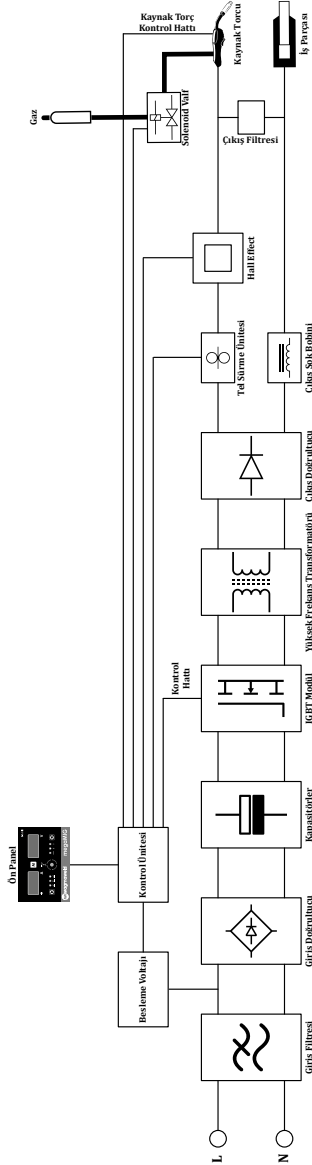 Ön Panel
Gaz
Kaynak Torç
Kontrol Hattı
Kaynak Torcu
İş Parçası
Solenoid Valf
Çıkış Filtresi
Hall Effect
Tel Sürme Ünitesi
Çıkış Şok Bobini
Çıkış Doğrultucu
Yüksek Frekans Transformatörü
Kontrol
Hattı
IGBT Modül
Kapasitörler
Kontrol Ünitesi
Besleme Voltajı
Giriş Doğrultucu
Giriş Filtresi
L
N